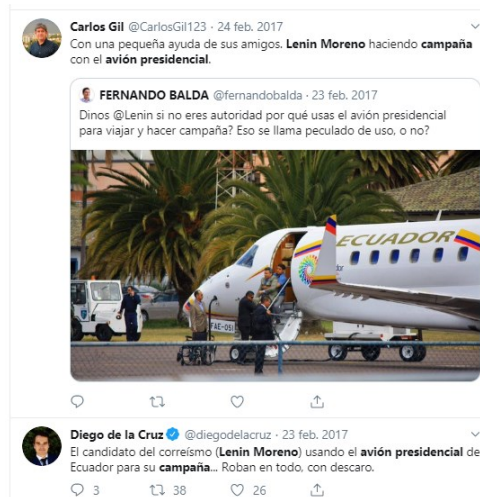 Carlos Gil @CarlosGil123 · 24 feb. 2017
Con una pequeña ayuda de sus amigos. Lenin Moreno haciendo campaña
con el avión presidencial.
FERNANDO BALDA @fernandobalda · 23 feb. 2017
Dinos @Lenin si no eres autoridad por qué usas el avión presidencial
para viajar y hacer campaña? Eso se llama peculado de uso, o no?
ECUADOR
FAE-051
Diego de la Cruz @diegodelacruz · 23 feb. 2017
El candidato del correísmo (Lenin Moreno) usando el avión presidencial de
Ecuador para su campaña... Roban en todo, con descaro.
3 38 26